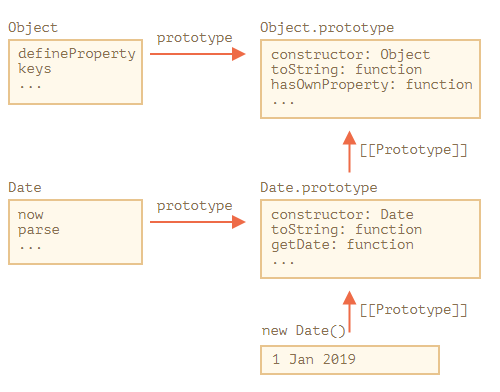 Object
defineProperty
keys
...
prototype
Object.prototype
constructor: Object
toString: function
hasOwnProperty: function
...
[[Prototype]]
Date
now
parse
...
prototype
Date.prototype
constructor: Date
toString: function
getDate: function
...
[[Prototype]]
new Date()
1 Jan 2019